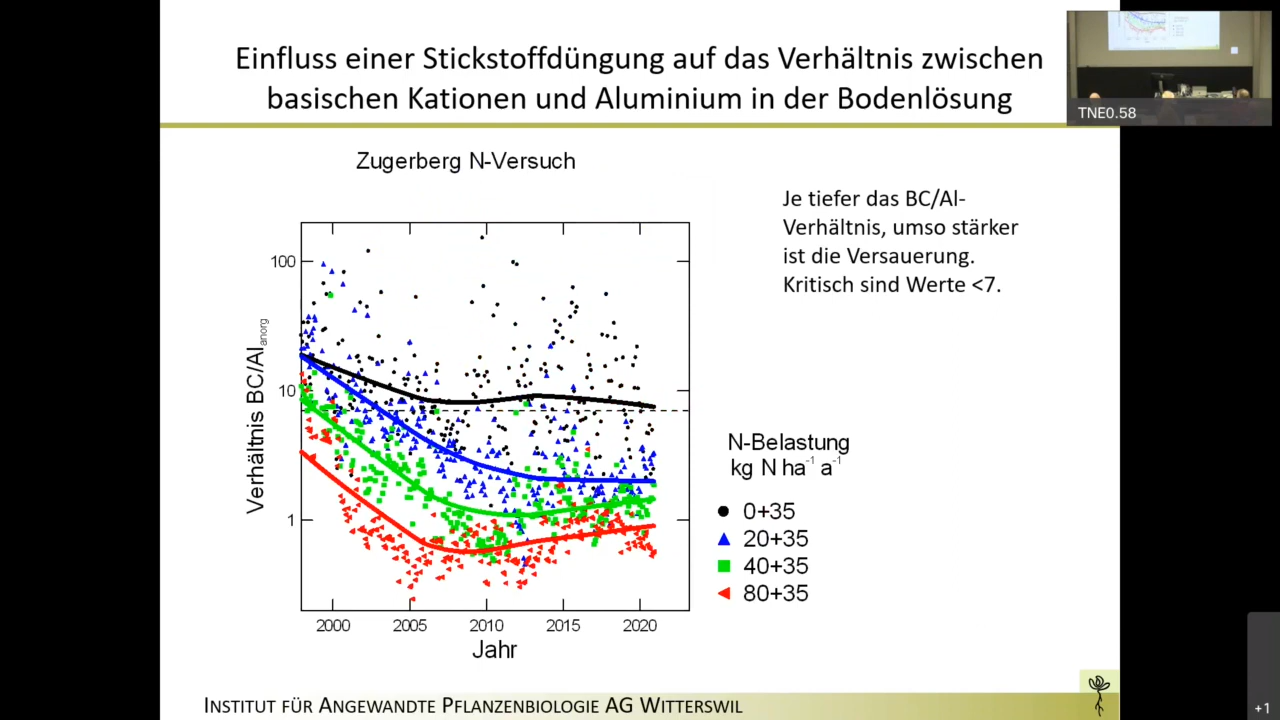 Einfluss einer Stickstoffdüngung auf das Verhältnis zwischen
basischen Kationen und Aluminium in der Bodenlösung
TNE0.58
Zugerberg N-Versuch
Je tiefer das BC/Al-
Verhältnis, umso stärker
ist die Versauerung.
Kritisch sind Werte <7.
Verhältnis BC/Al anorg
100
10
1
2000 2005 2010 2015 2020
Jahr
N-Belastung
kg N ha⁻¹ a⁻¹
0+35
20+35
40+35
80+35
INSTITUT FÜR ANGEWANDTE PFLANZENBIOLOGIE AG WITTERSWIL
+1